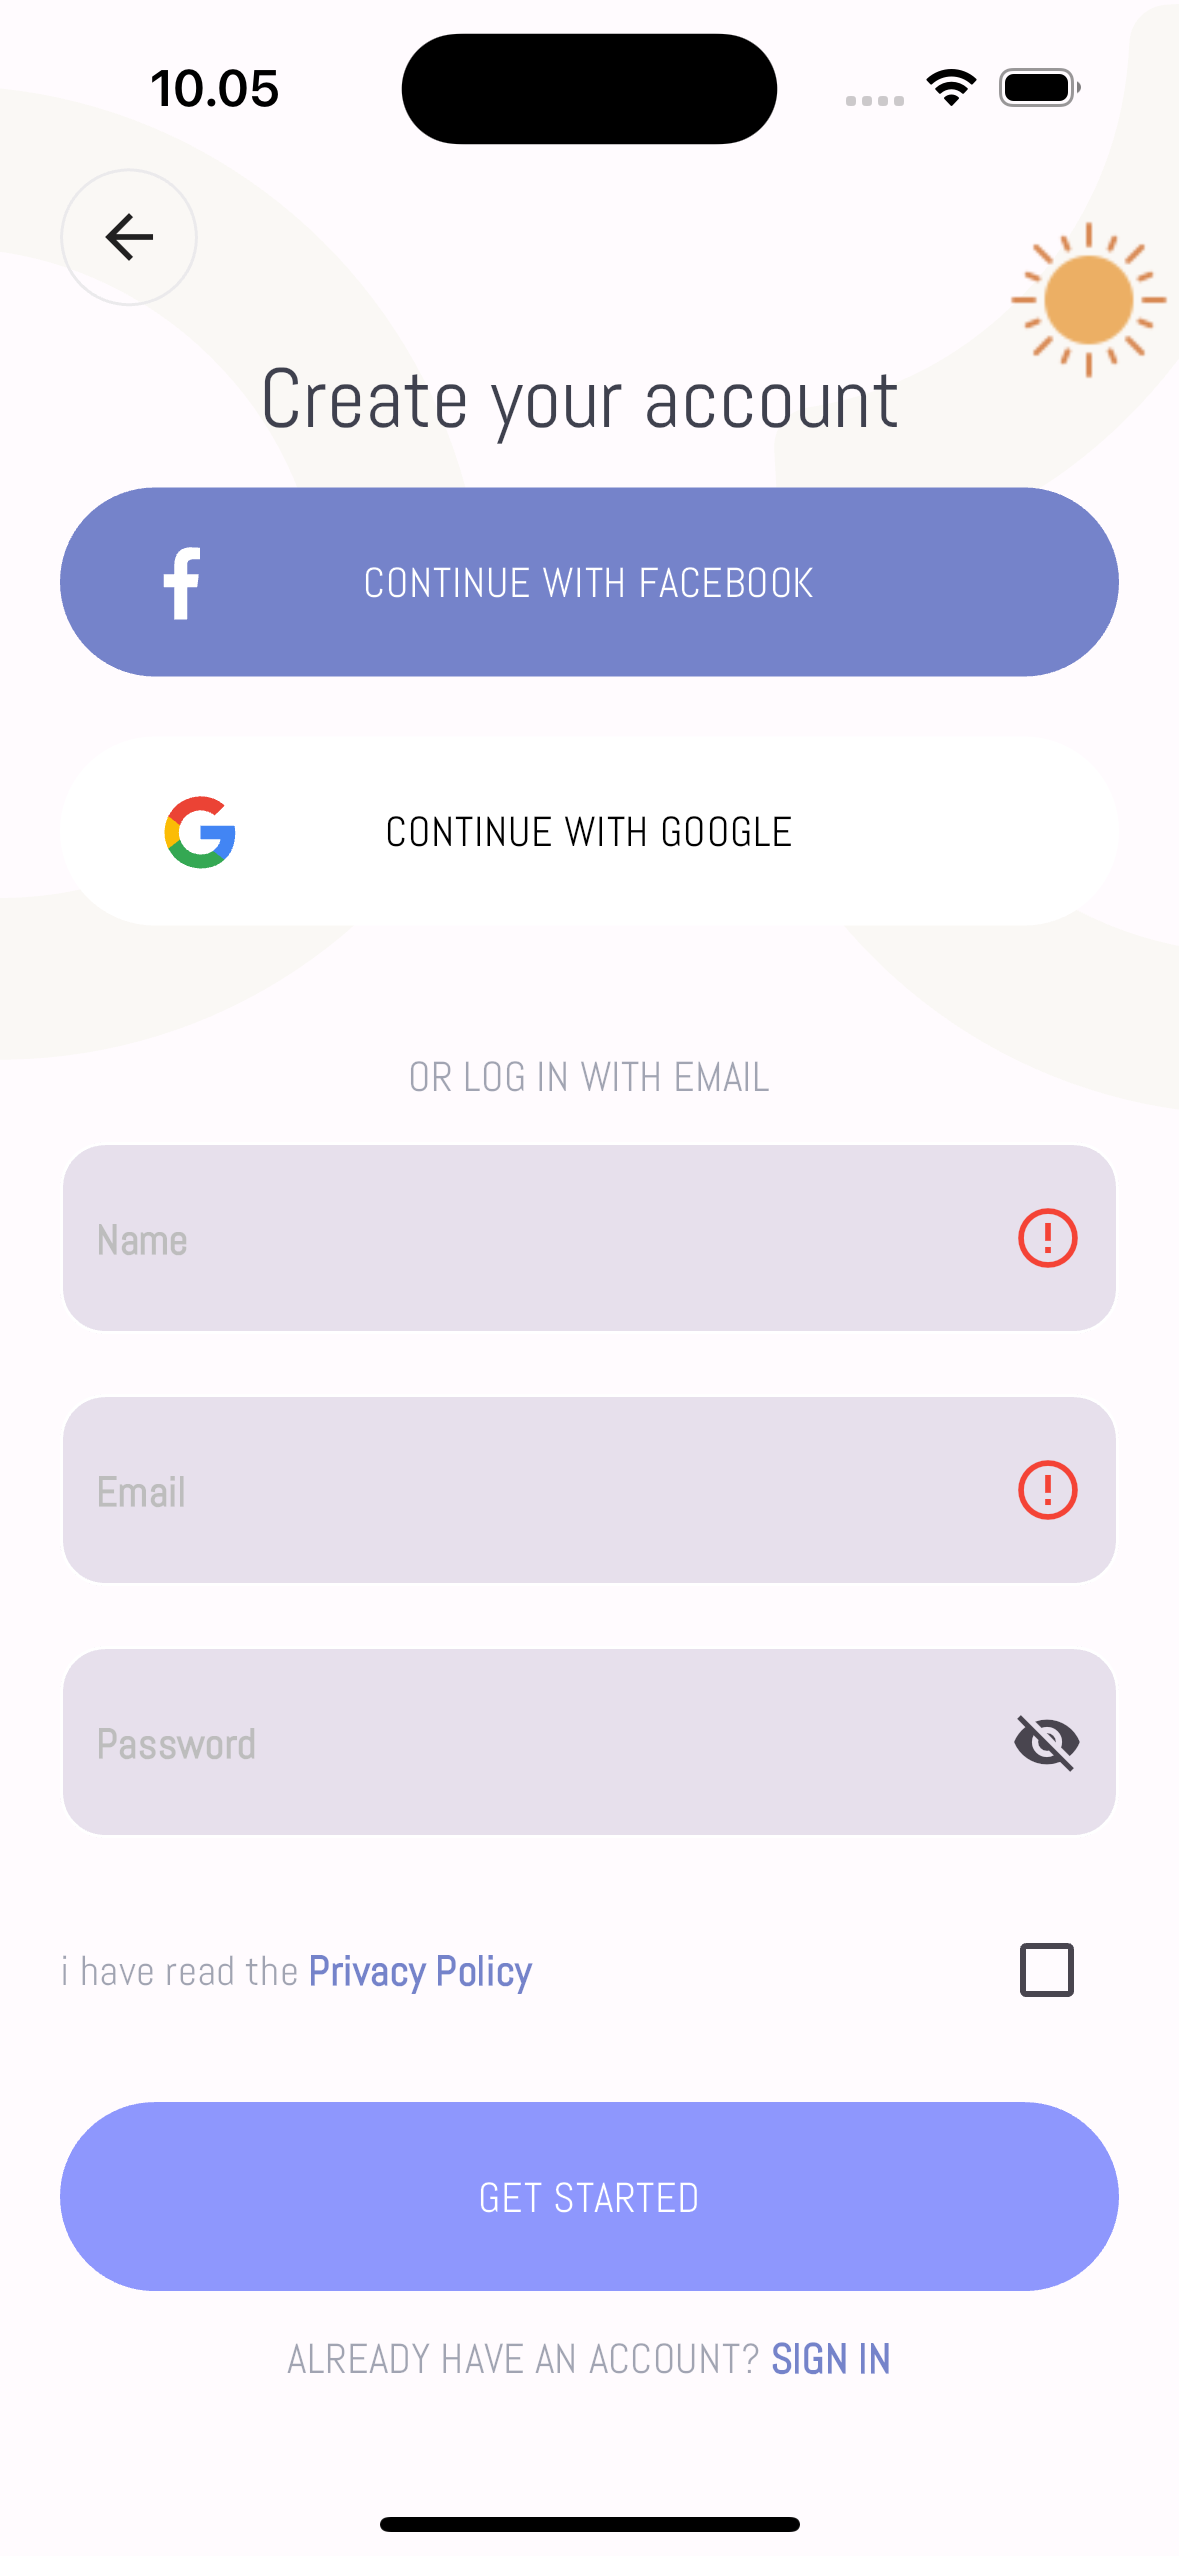 10.05
Create your account
CONTINUE WITH FACEBOOK
CONTINUE WITH GOOGLE
OR LOG IN WITH EMAIL
Name
Email
Password
i have read the Privacy Policy
GET STARTED
ALREADY HAVE AN ACCOUNT? SIGN IN